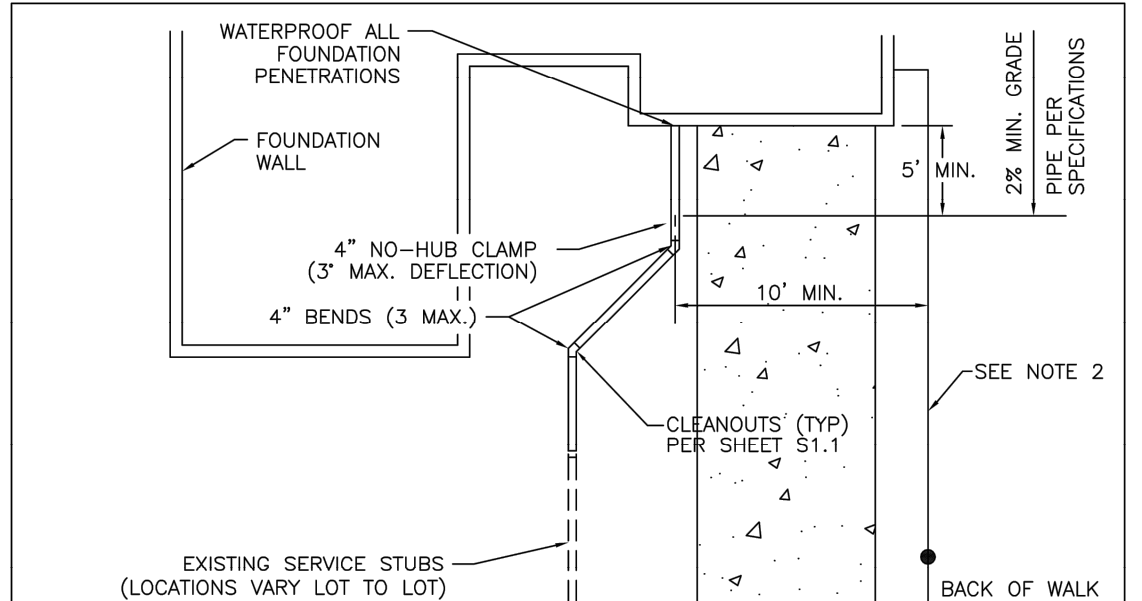 WATERPROOF ALL
FOUNDATION
PENETRATIONS
FOUNDATION
WALL
5' MIN.
2% MIN. GRADE
PIPE PER
SPECIFICATIONS
4" NO-HUB CLAMP
(3° MAX. DEFLECTION)
10' MIN.
4" BENDS (3 MAX.)
SEE NOTE 2
CLEANOUTS (TYP)
PER SHEET S1.1
EXISTING SERVICE STUBS
(LOCATIONS VARY LOT TO LOT)
BACK OF WALK